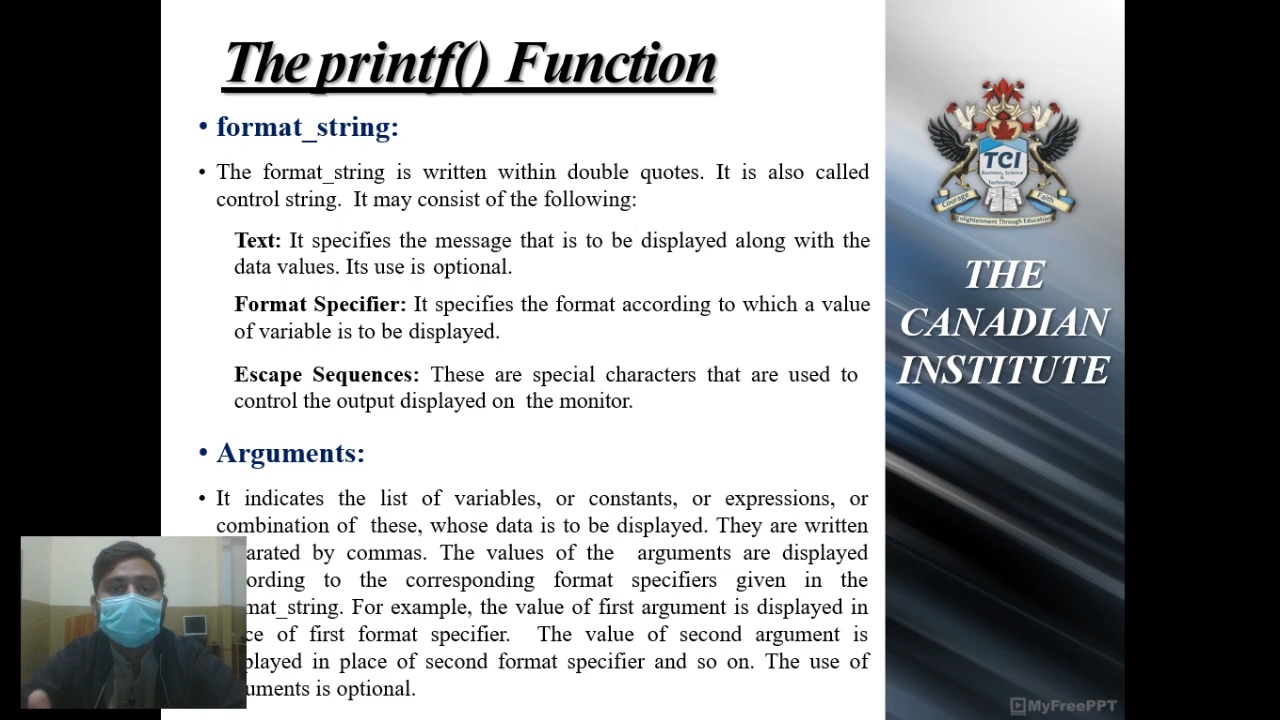 The printf() Function
• format_string:
• The format_string is written within double quotes. It is also called
control string. It may consist of the following:
Text: It specifies the message that is to be displayed along with the
data values. Its use is optional.
Format Specifier: It specifies the format according to which a value
of variable is to be displayed.
Escape Sequences: These are special characters that are used to
control the output displayed on the monitor.
• Arguments:
• It indicates the list of variables, or constants, or expressions, or
combination of these, whose data is to be displayed. They are written
arated by commas. The values of the arguments are displayed
ording to the corresponding format specifiers given in the
mat_string. For example, the value of first argument is displayed in
ce of first format specifier. The value of second argument is
played in place of second format specifier and so on. The use of
uments is optional.
TCI
Business, Science &
Technology
Courage
Faith
Enlightenment Through Education
THE
CANADIAN
INSTITUTE
MyFreePPT